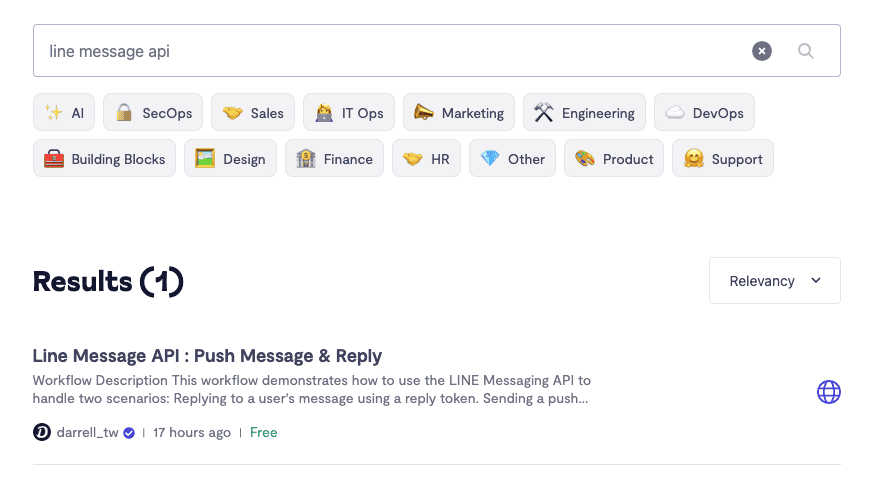 line message api
AI
SecOps
Sales
IT Ops
Marketing
Engineering
DevOps
Building Blocks
Design
Finance
HR
Other
Product
Support
Results (1)
Relevancy
Line Message API : Push Message & Reply
Workflow Description This workflow demonstrates how to use the LINE Messaging API to
handle two scenarios: Replying to a user's message using a reply token. Sending a push...
darrell_tw | 17 hours ago | Free